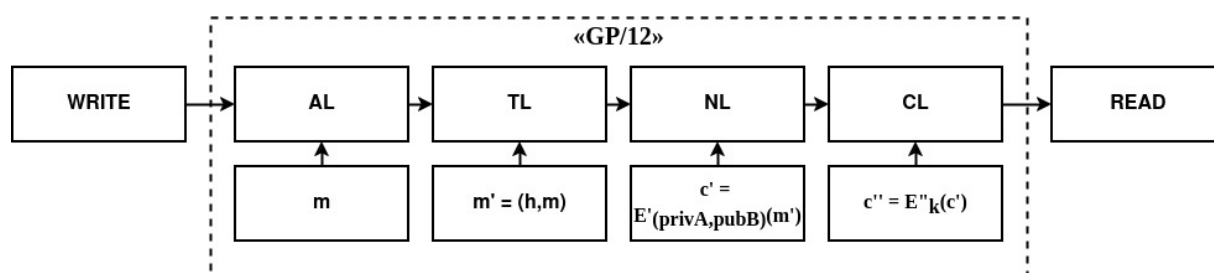 «GP/12»
WRITE
AL
TL
NL
CL
READ
m
m' = (h,m)
c' =
E'(privA,pubB)(m')
c'' = E"k(c')